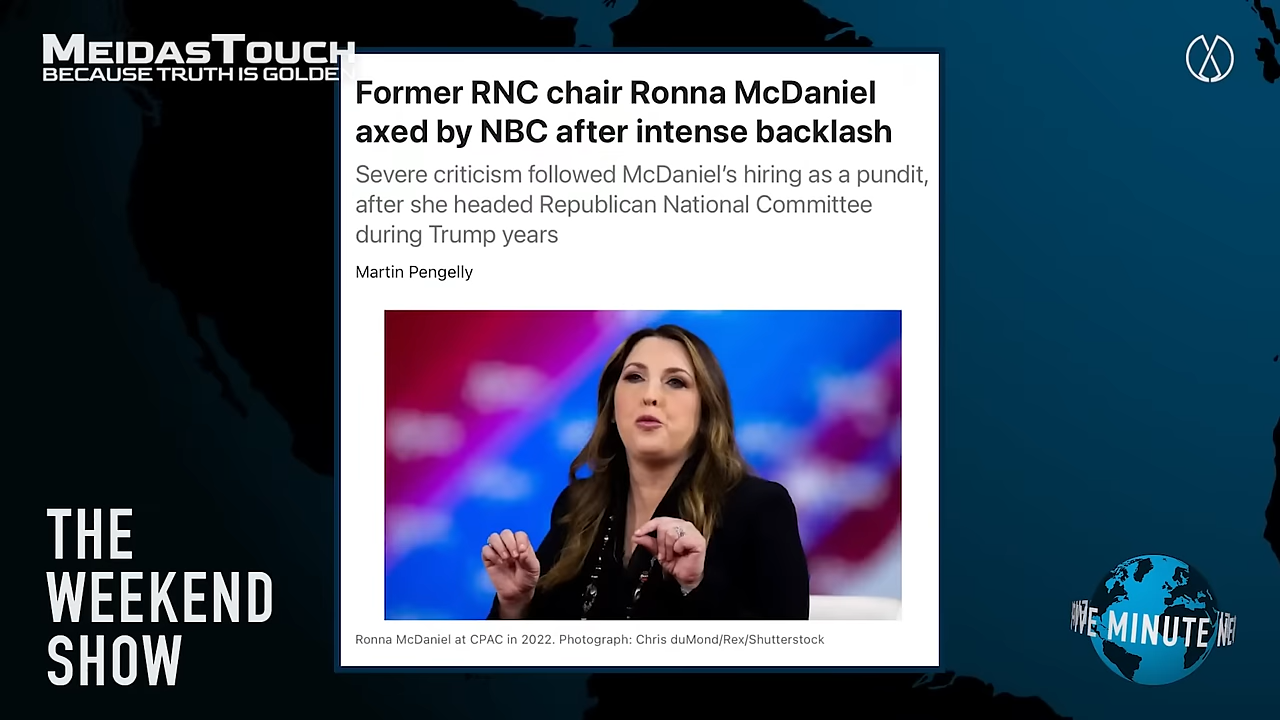 MEIDASTOUCH
BECAUSE TRUTH IS GOLDEN
Former RNC chair Ronna McDaniel
axed by NBC after intense backlash
Severe criticism followed McDaniel's hiring as a pundit,
after she headed Republican National Committee
during Trump years
Martin Pengelly
Ronna McDaniel at CPAC in 2022. Photograph: Chris duMond/Rex/Shutterstock
THE
WEEKEND
SHOW
MINUTE